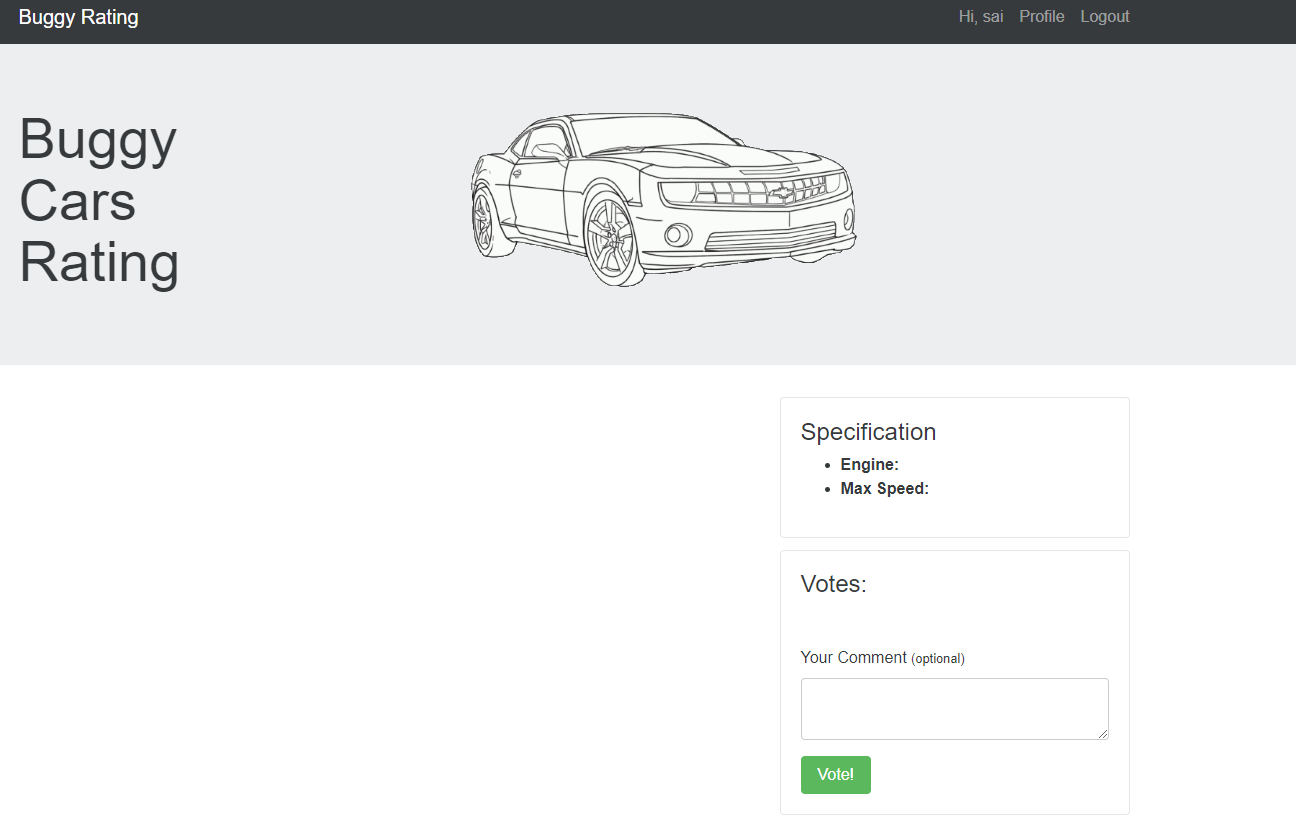 Buggy Rating
Hi, sai Profile Logout
Buggy
Cars
Rating
Specification
Engine:
Max Speed:
Votes:
Your Comment (optional)
Vote!